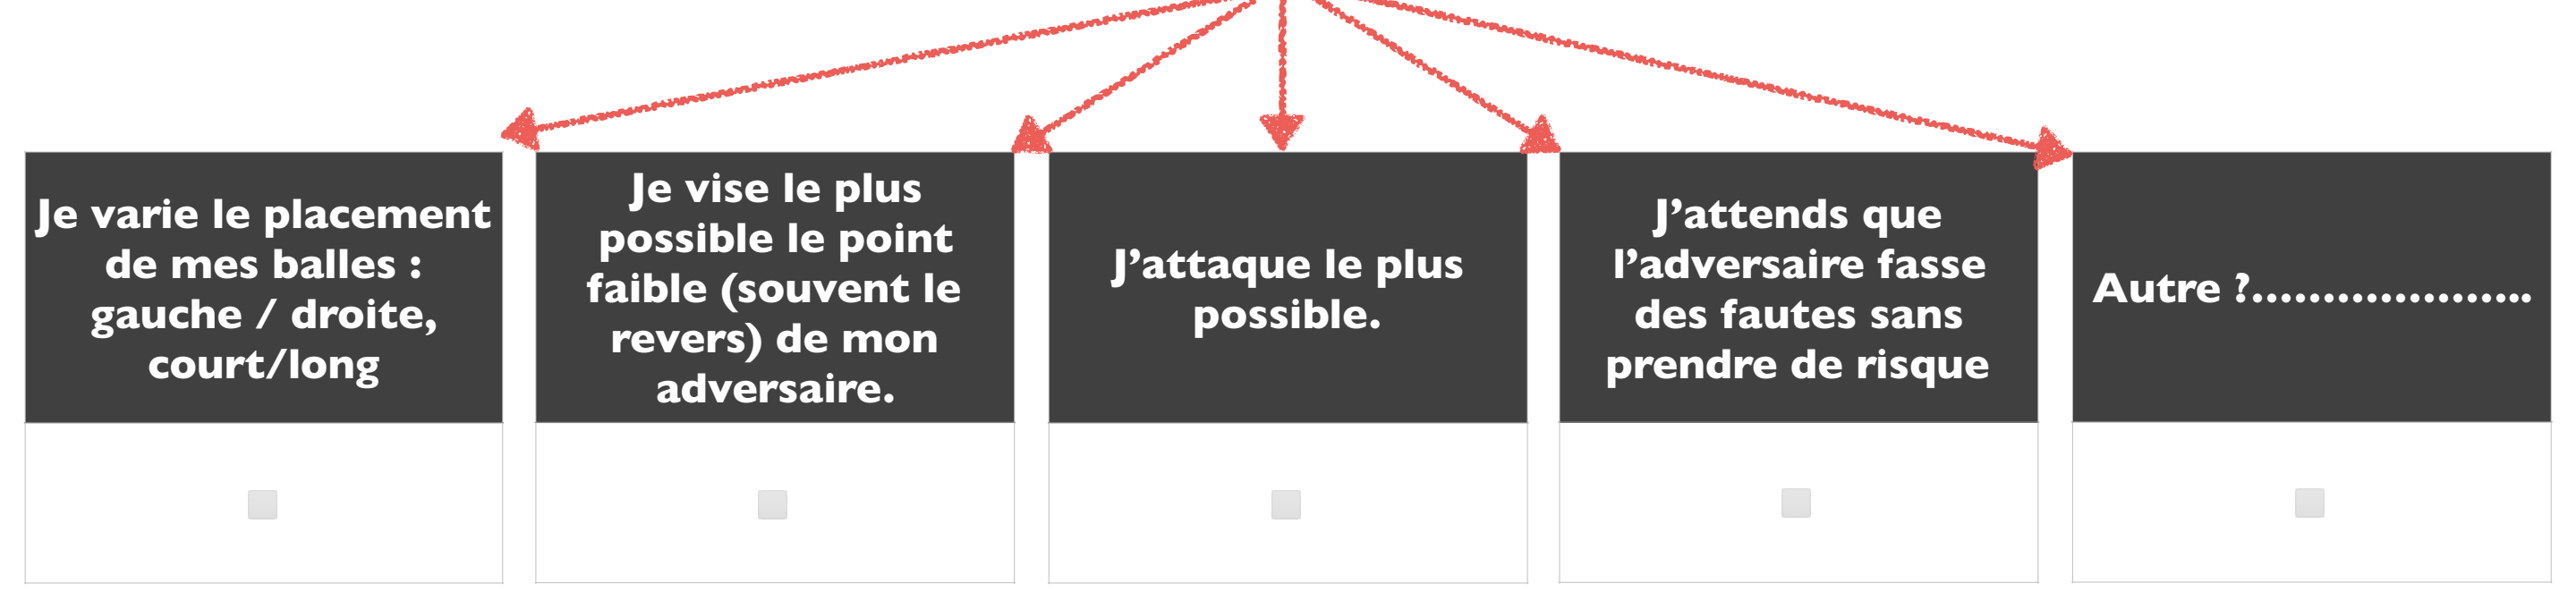 Je varie le placement
de mes balles :
gauche / droite,
court/long
Je vise le plus
possible le point
faible (souvent le
revers) de mon
adversaire.
J’attaque le plus
possible.
J’attends que
l’adversaire fasse
des fautes sans
prendre de risque
Autre ?....................